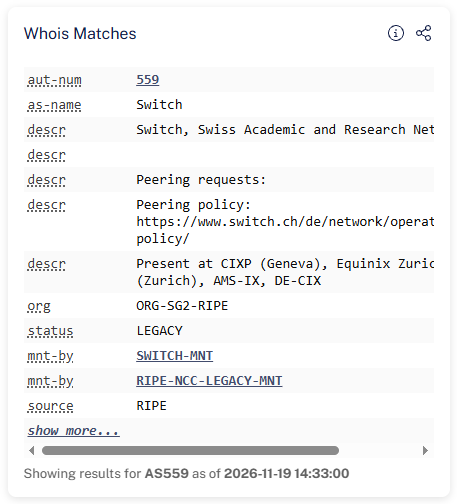 Whois Matches
aut-num 559
as-name Switch
descr Switch, Swiss Academic and Research Net
descr
descr Peering requests:
descr Peering policy:
https://www.switch.ch/de/network/operat
policy/
descr Present at CIXP (Geneva), Equinix Zuric
(Zurich), AMS-IX, DE-CIX
org ORG-SG2-RIPE
status LEGACY
mnt-by SWITCH-MNT
mnt-by RIPE-NCC-LEGACY-MNT
source RIPE
show more...
Showing results for AS559 as of 2026-11-19 14:33:00